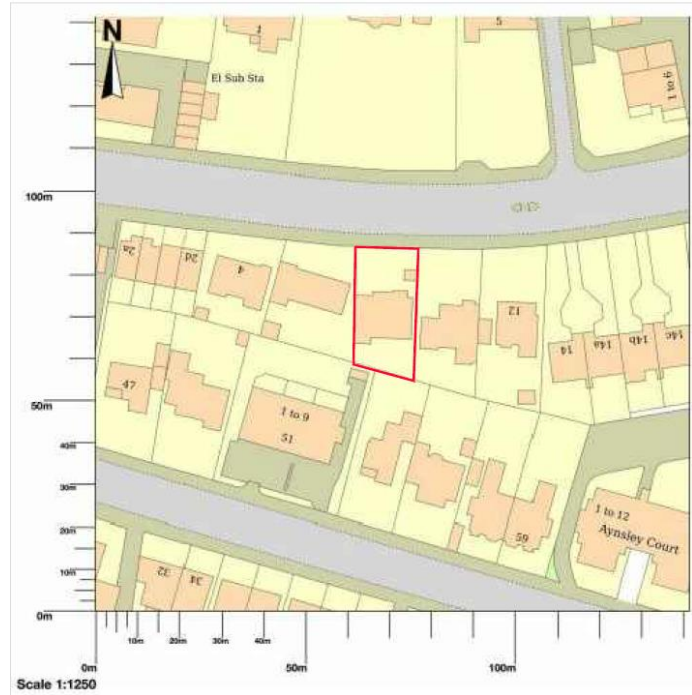 N
1
5
El Sub Sta
1 to 6
100m
2a
2d
4
12
14
14a
14b
14c
47
1 to 9
51
50m
40m
30m
59
1 to 12
Aynsley Court
20m
32
34
10m
0m
10m
20m
30m
40m
0m
50m
100m
Scale 1:1250